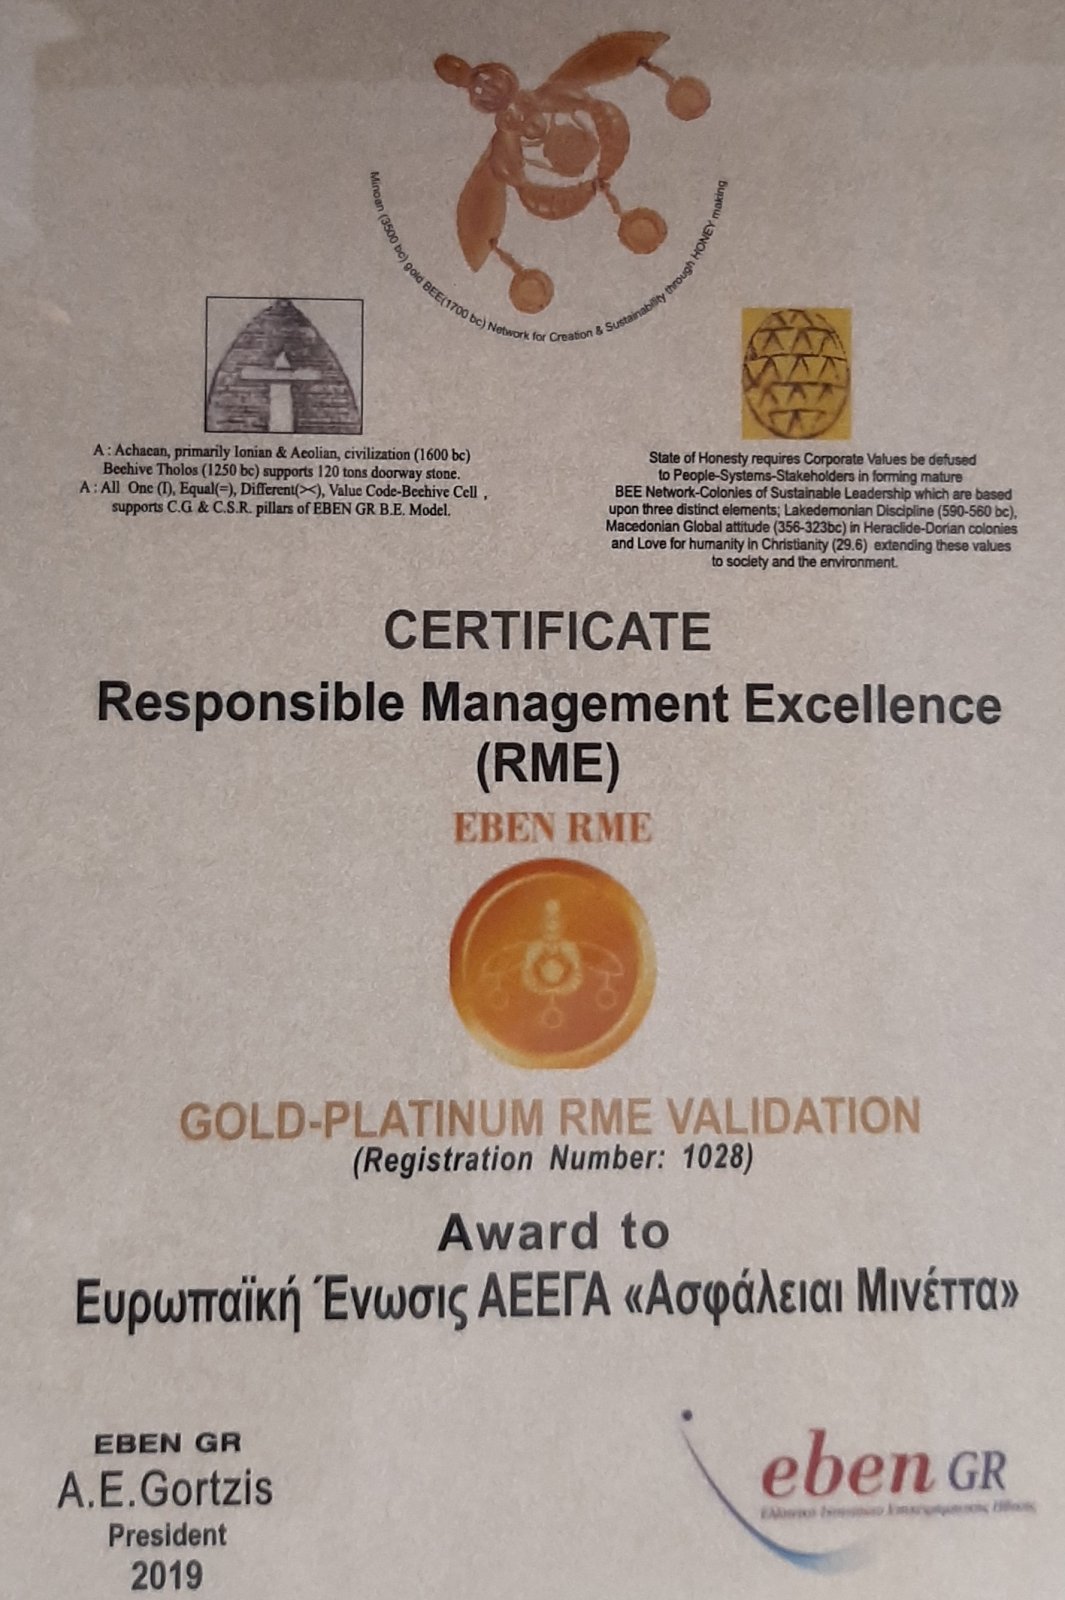 Minoan (3500 bc) gold BEE(1700 bc) Network for Creation & Sustainability through HONEY making
A : Achaean, primarily Ionian & Aeolian, civilization (1600 bc)
Beehive Tholos (1250 bc) supports 120 tons doorway stone.
A : All One (I), Equal(=), Different(><), Value Code-Beehive Cell ,
supports C.G. & C.S.R. pillars of EBEN GR B.E. Model.
State of Honesty requires Corporate Values be defused
to People-Systems-Stakeholders in forming mature
BEE Network-Colonies of Sustainable Leadership which are based
upon three distinct elements; Lakedemonian Discipline (590-560 bc),
Macedonian Global attitude (356-323bc) in Heraclide-Dorian colonies
and Love for humanity in Christianity (29.6) extending these values
to society and the environment.
CERTIFICATE
Responsible Management Excellence
(RME)
EBEN RME
GOLD-PLATINUM RME VALIDATION
(Registration Number: 1028)
Award to
Ευρωπαϊκή Ένωσις ΑΕΕΓΑ «Ασφάλειαι Μινέττα»
EBEN GR
A.E.Gortzis
President
2019
eben GR